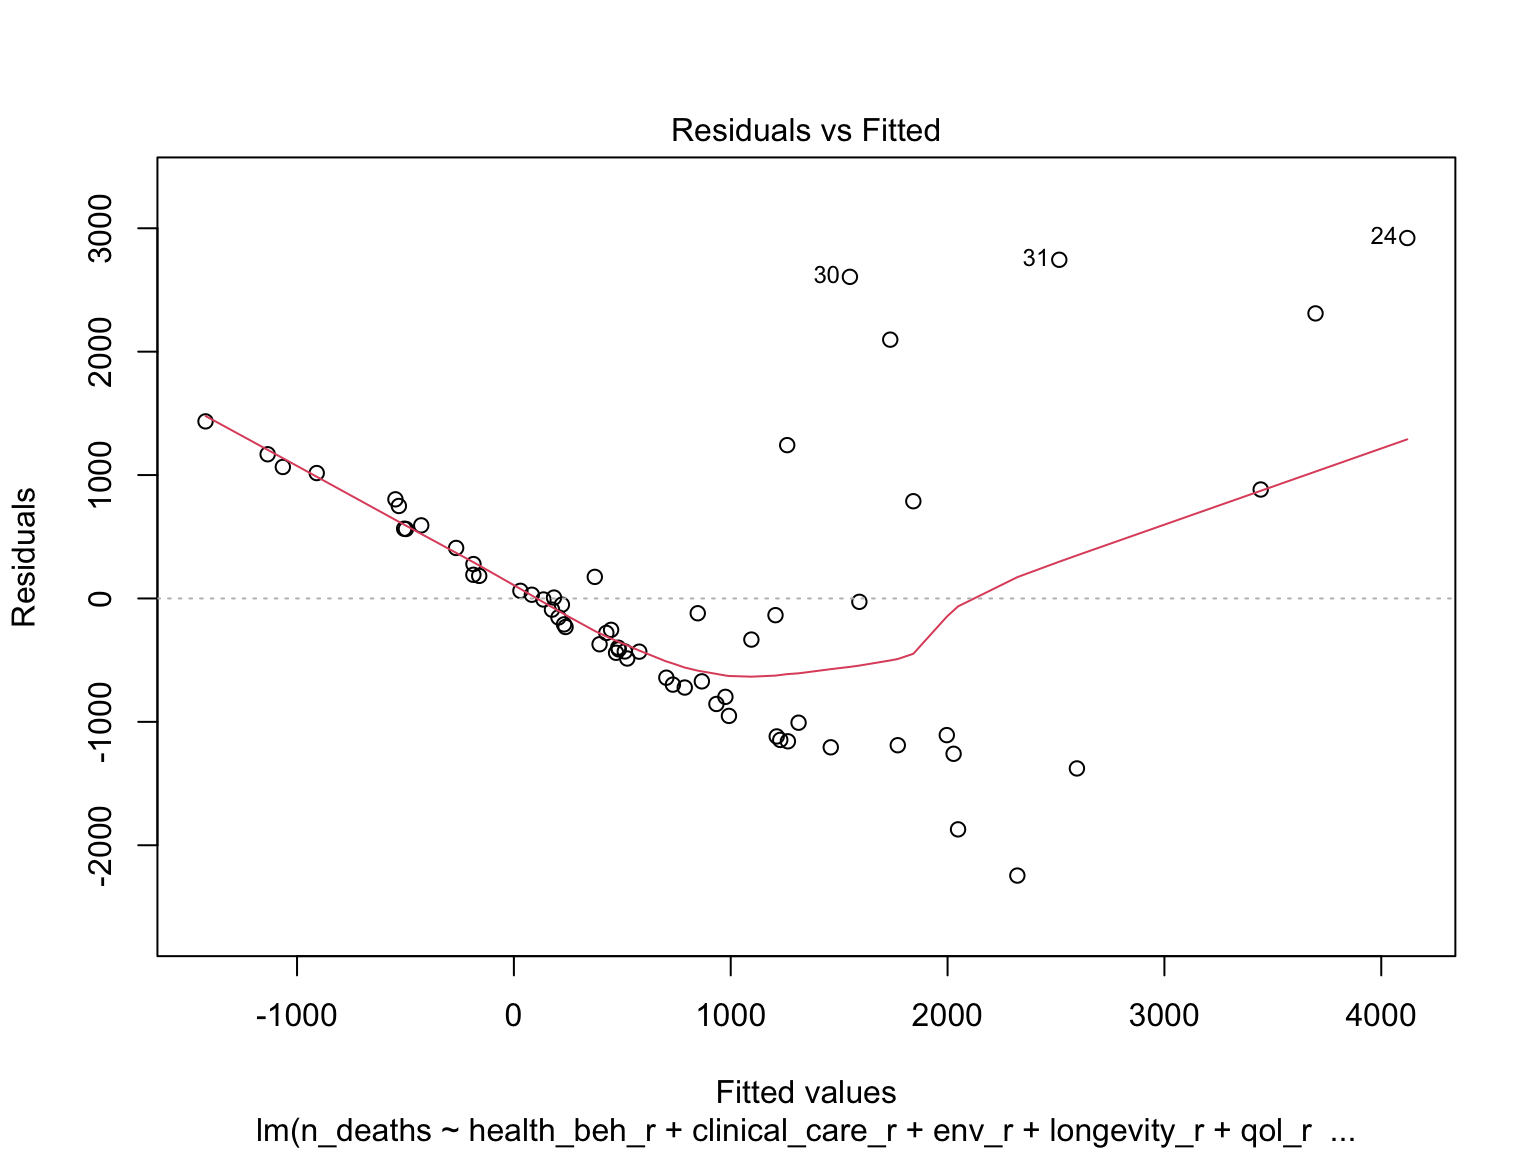 Residuals vs Fitted
3000
2000
1000
0
-1000
-2000
Residuals
30
31
24
-1000 0 1000 2000 3000 4000
Fitted values
lm(n_deaths ~ health_beh_r + clinical_care_r + env_r + longevity_r + qol_r ...